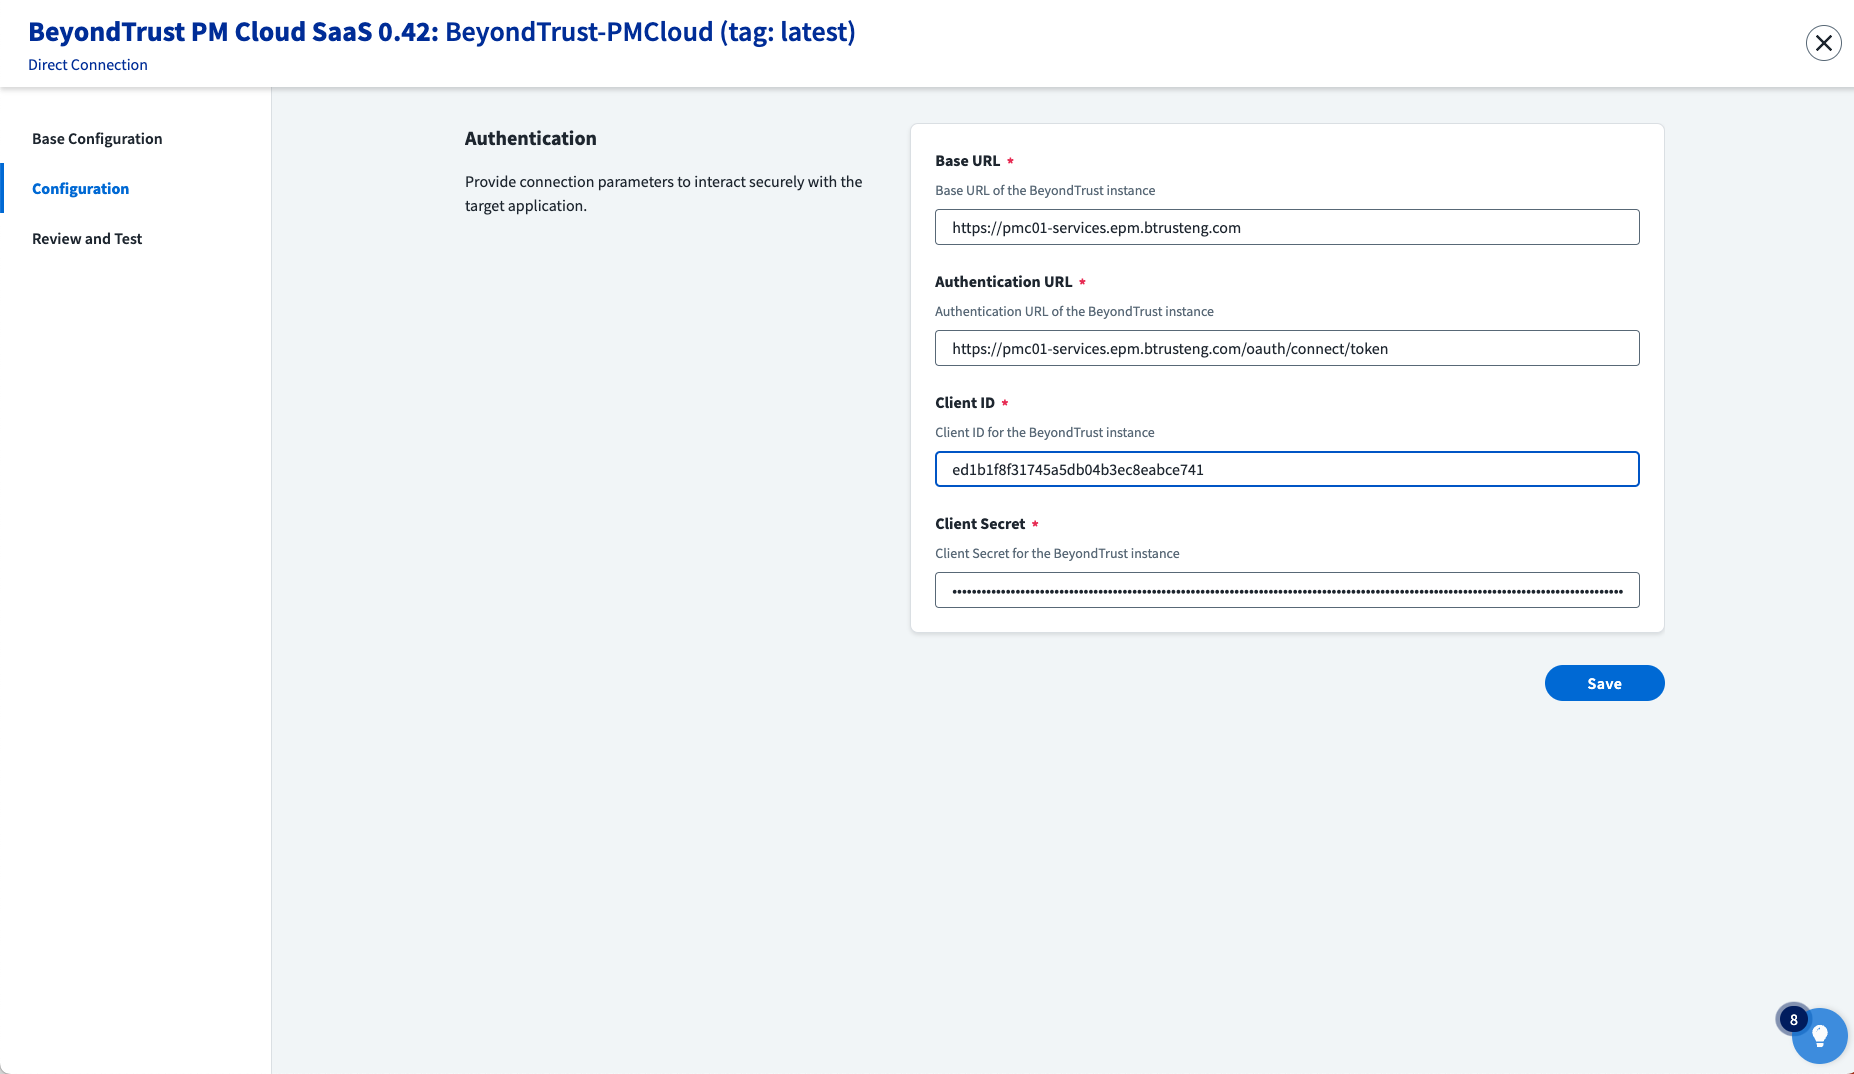 BeyondTrust PM Cloud SaaS 0.42: BeyondTrust-PMCloud (tag: latest)
Direct Connection
Base Configuration
Configuration
Review and Test
Authentication
Provide connection parameters to interact securely with the
target application.
Base URL *
Base URL of the BeyondTrust instance
https://pmc01-services.epm.btrusteng.com
Authentication URL *
Authentication URL of the BeyondTrust instance
https://pmc01-services.epm.btrusteng.com/oauth/connect/token
Client ID *
Client ID for the BeyondTrust instance
ed1b1f8f31745a5db04b3ec8eabce741
Client Secret *
Client Secret for the BeyondTrust instance
Save
8